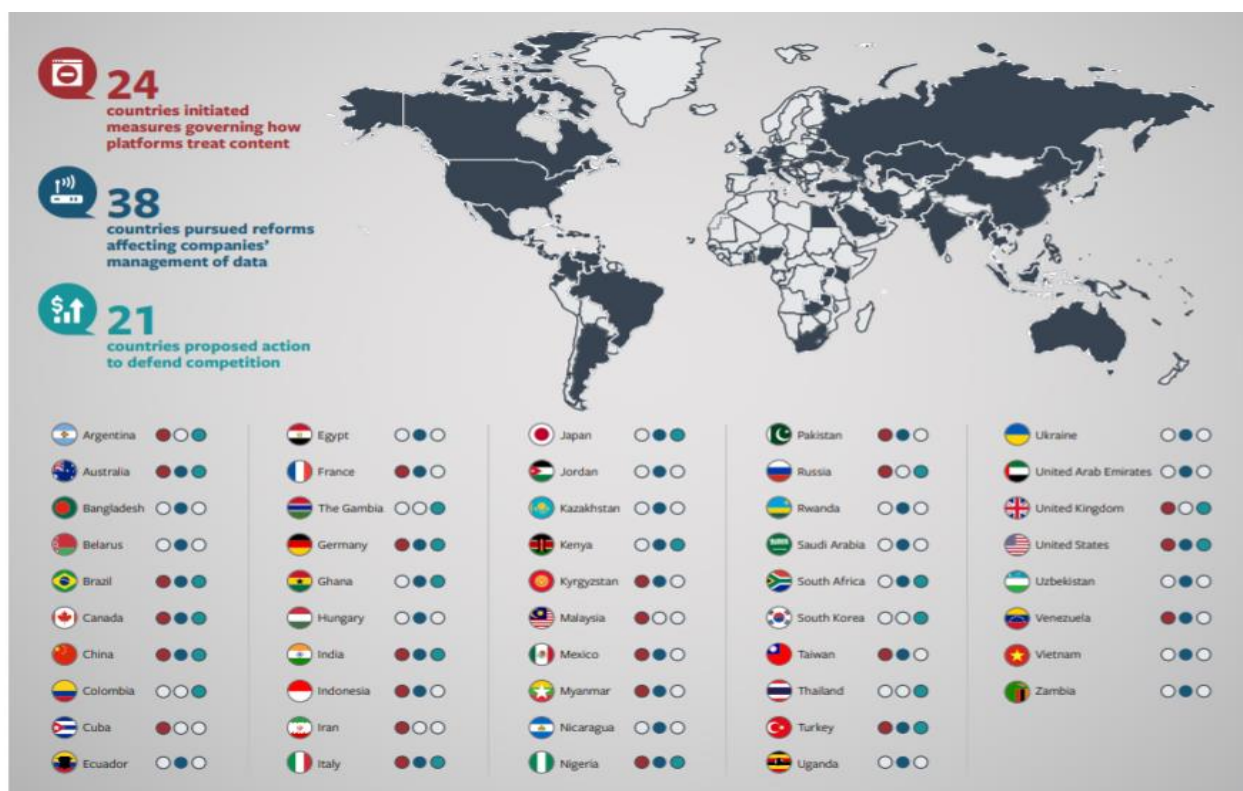 24
countries initiated
measures governing how
platforms treat content
38
countries pursued reforms
affecting companies'
management of data
21
countries proposed action
to defend competition
Argentina
Australia
Bangladesh
Belarus
Brazil
Canada
China
Colombia
Cuba
Ecuador
Egypt
France
The Gambia
Germany
Ghana
Hungary
India
Indonesia
Iran
Italy
Japan
Jordan
Kazakhstan
Kenya
Kyrgyzstan
Malaysia
Mexico
Myanmar
Nicaragua
Nigeria
Pakistan
Russia
Rwanda
Saudi Arabia
South Africa
South Korea
Taiwan
Thailand
Turkey
Uganda
Ukraine
United Arab Emirates
United Kingdom
United States
Uzbekistan
Venezuela
Vietnam
Zambia